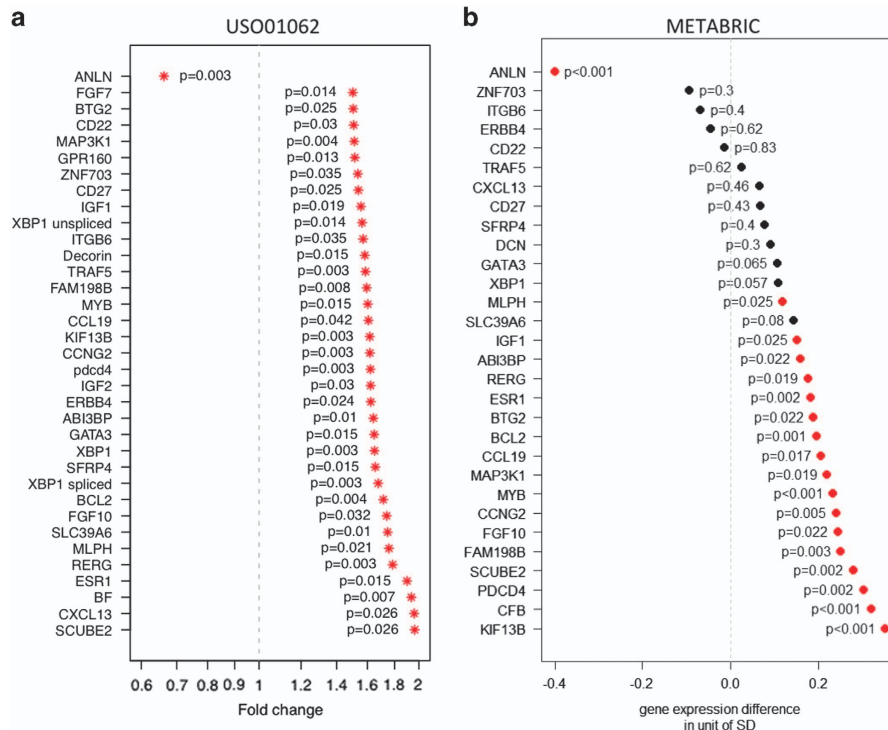 a
USO01062
ANLN p=0.003
FGF7 p=0.014
BTG2 p=0.025
CD22 p=0.03
MAP3K1 p=0.004
GPR160 p=0.013
ZNF703 p=0.035
CD27 p=0.025
IGF1 p=0.019
XBP1 unspliced p=0.014
ITGB6 p=0.035
Decorin p=0.015
TRAF5 p=0.003
FAM198B p=0.008
MYB p=0.015
CCL19 p=0.042
KIF13B p=0.003
CCNG2 p=0.003
pdcd4 p=0.003
IGF2 p=0.03
ERBB4 p=0.024
ABI3BP p=0.01
GATA3 p=0.015
XBP1 p=0.003
SFRP4 p=0.015
XBP1 spliced p=0.003
BCL2 p=0.004
FGF10 p=0.032
SLC39A6 p=0.01
MLPH p=0.021
RERG p=0.003
ESR1 p=0.015
BF p=0.007
CXCL13 p=0.026
SCUBE2 p=0.026
0.6 0.7 0.8 0.9 1 1.2 1.4 1.6 1.8 2
Fold change
b
METABRIC
ANLN p<0.001
ZNF703 p=0.3
ITGB6 p=0.4
ERBB4 p=0.62
CD22 p=0.83
TRAF5 p=0.62
CXCL13 p=0.46
CD27 p=0.43
SFRP4 p=0.4
DCN p=0.3
GATA3 p=0.065
XBP1 p=0.057
MLPH p=0.025
SLC39A6 p=0.08
IGF1 p=0.025
ABI3BP p=0.022
RERG p=0.019
ESR1 p=0.002
BTG2 p=0.022
BCL2 p=0.001
CCL19 p=0.017
MAP3K1 p=0.019
MYB p<0.001
CCNG2 p=0.005
FGF10 p=0.022
FAM198B p=0.003
SCUBE2 p=0.002
PDCD4 p=0.002
CFB p<0.001
KIF13B p<0.001
-0.4 -0.2 0.0 0.2
gene expression difference
in unit of SD